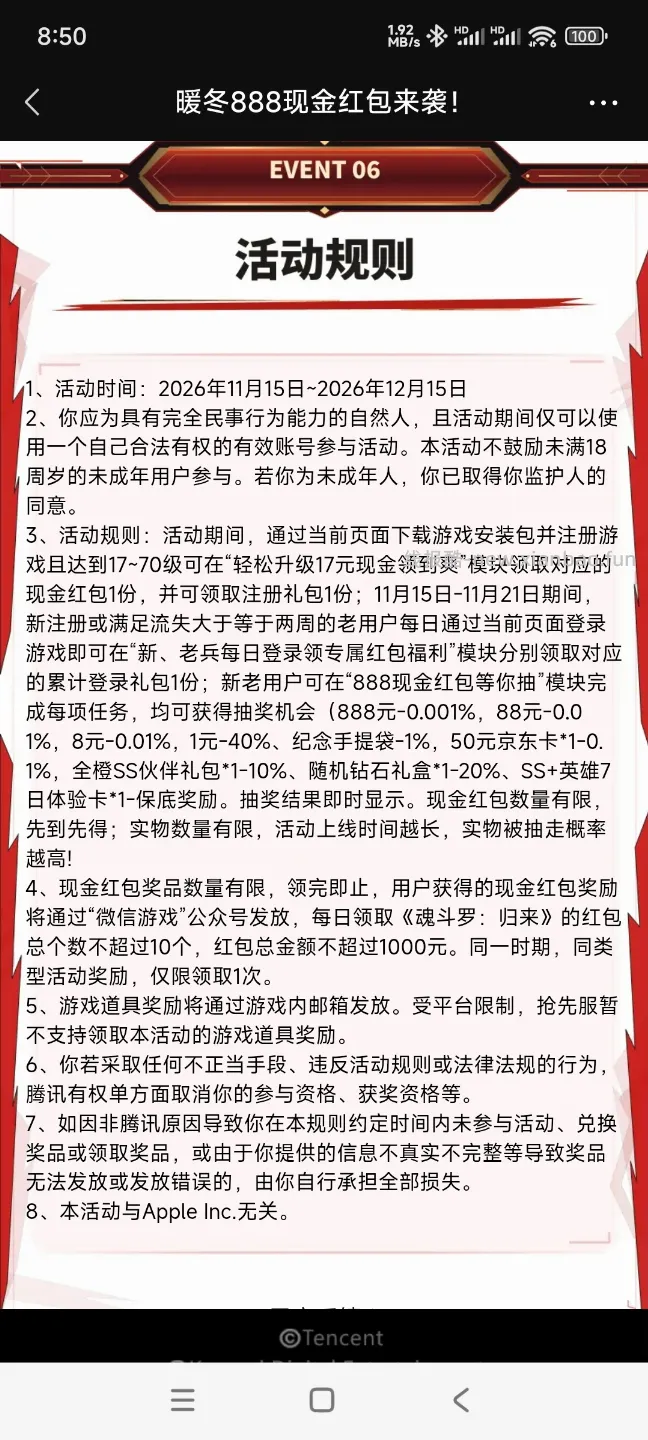 8:50
1.92
MB/s
HD
HD
100
暖冬888现金红包来袭！
EVENT 06
活动规则
1、活动时间：2026年11月15日~2026年12月15日
2、你应为具有完全民事行为能力的自然人，且活动期间仅可以使
用一个自己合法有权的有效账号参与活动。本活动不鼓励未满18
周岁的未成年用户参与。若你为未成年人，你已取得你监护人的
同意。
3、活动规则：活动期间，通过当前页面下载游戏安装包并注册游
戏且达到17~70级可在“轻松升级17元现金领到爽”模块领取对应的
现金红包1份，并可领取注册礼包1份；11月15日-11月21日期间，
新注册或满足流失大于等于两周的老用户每日通过当前页面登录
游戏即可在“新、老兵每日登录领专属红包福利”模块分别领取对应
的累计登录礼包1份；新老用户可在“888现金红包等你抽”模块完
成每项任务，均可获得抽奖机会（888元-0.001%，88元-0.0
1%，8元-0.01%，1元-40%、纪念手提袋-1%，50元京东卡*1-0.
1%，全橙SS伙伴礼包*1-10%、随机钻石礼盒*1-20%、SS+英雄7
日体验卡*1-保底奖励。抽奖结果即时显示。现金红包数量有限，
先到先得；实物数量有限，活动上线时间越长，实物被抽走概率
越高!
4、现金红包奖品数量有限，领完即止，用户获得的现金红包奖励
将通过“微信游戏”公众号发放，每日领取《魂斗罗：归来》的红包
总个数不超过10个，红包总金额不超过1000元。同一时期，同类
型活动奖励，仅限领取1次。
5、游戏道具奖励将通过游戏内邮箱发放。受平台限制，抢先服暂
不支持领取本活动的游戏道具奖励。
6、你若采取任何不正当手段、违反活动规则或法律法规的行为，
腾讯有权单方面取消你的参与资格、获奖资格等。
7、如因非腾讯原因导致你在本规则约定时间内未参与活动、兑换
奖品或领取奖品，或由于你提供的信息不真实不完整等导致奖品
无法发放或发放错误的，由你自行承担全部损失。
8、本活动与Apple Inc.无关。
©Tencent